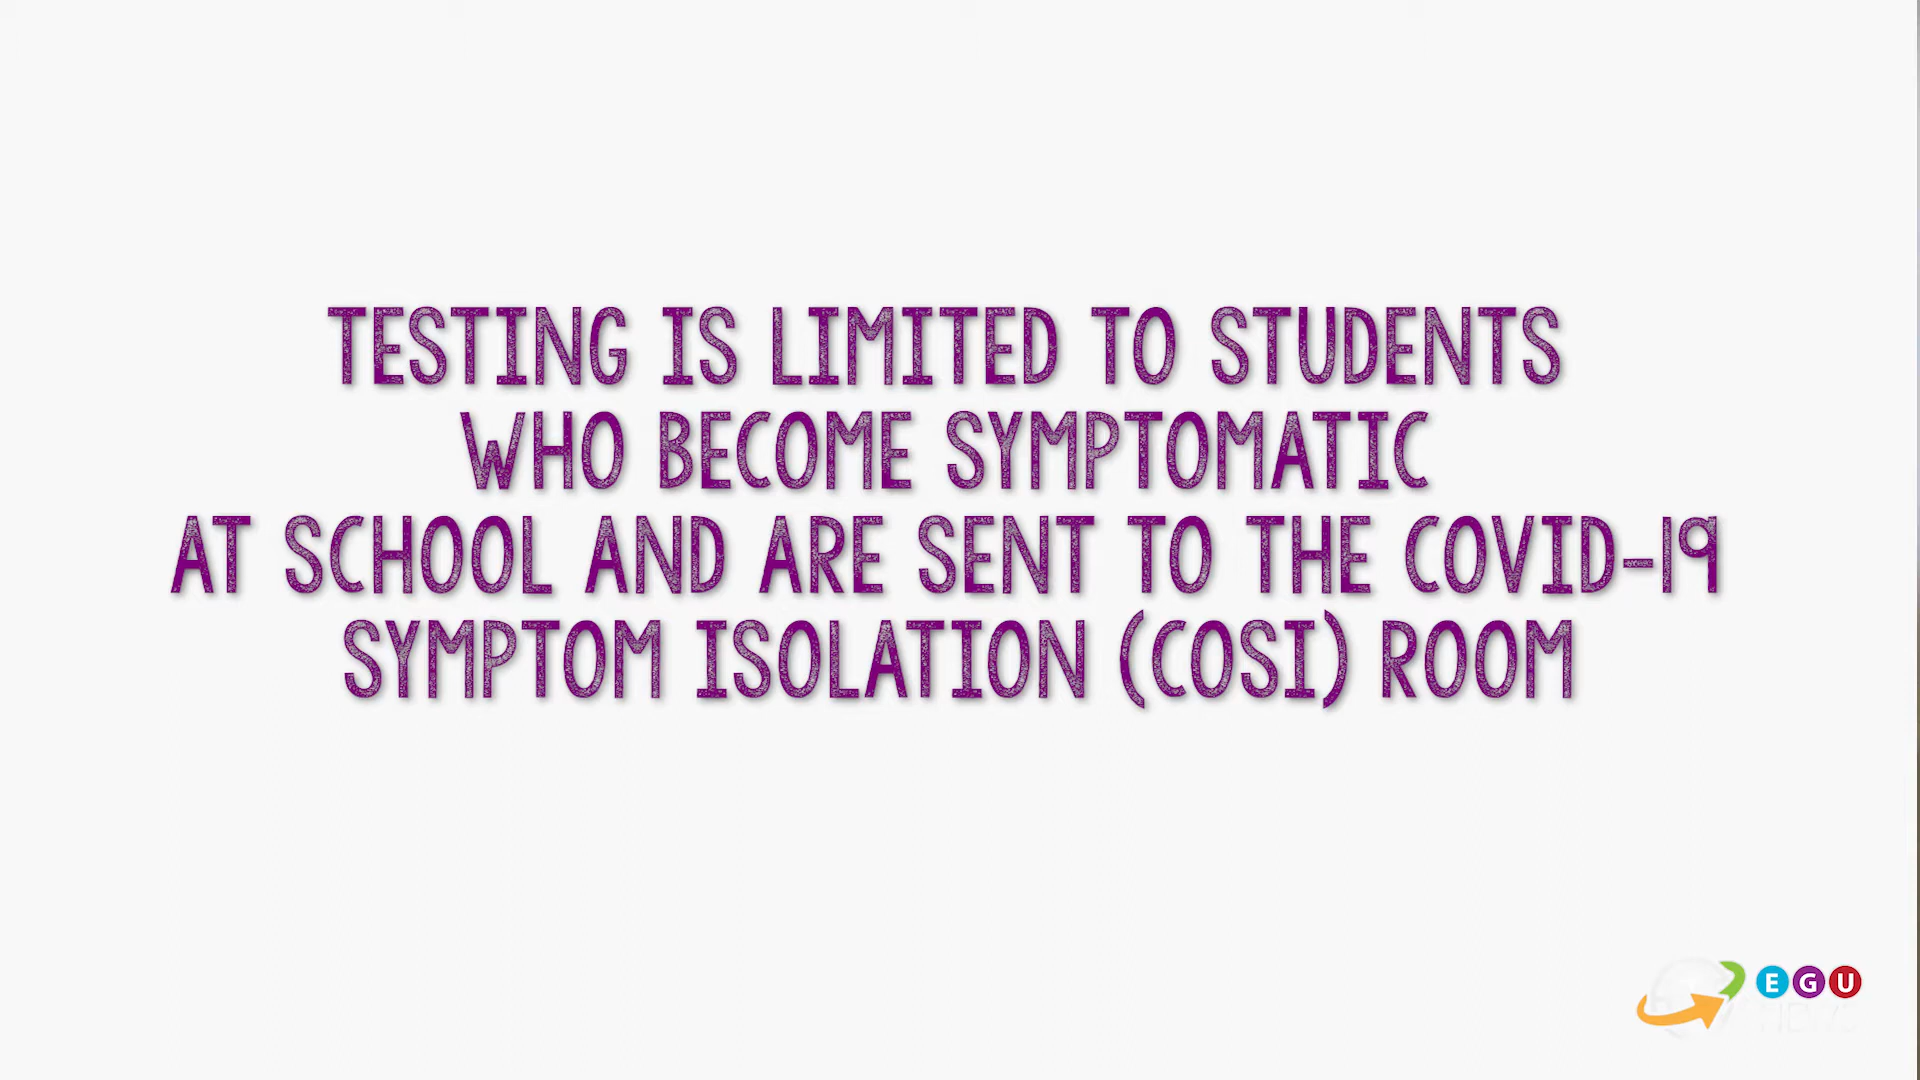 TESTING IS LIMITED TO STUDENTS
WHO BECOME SYMPTOMATIC
AT SCHOOL AND ARE SENT TO THE COVID-19
SYMPTOM ISOLATION (COSI) ROOM
EGU
news